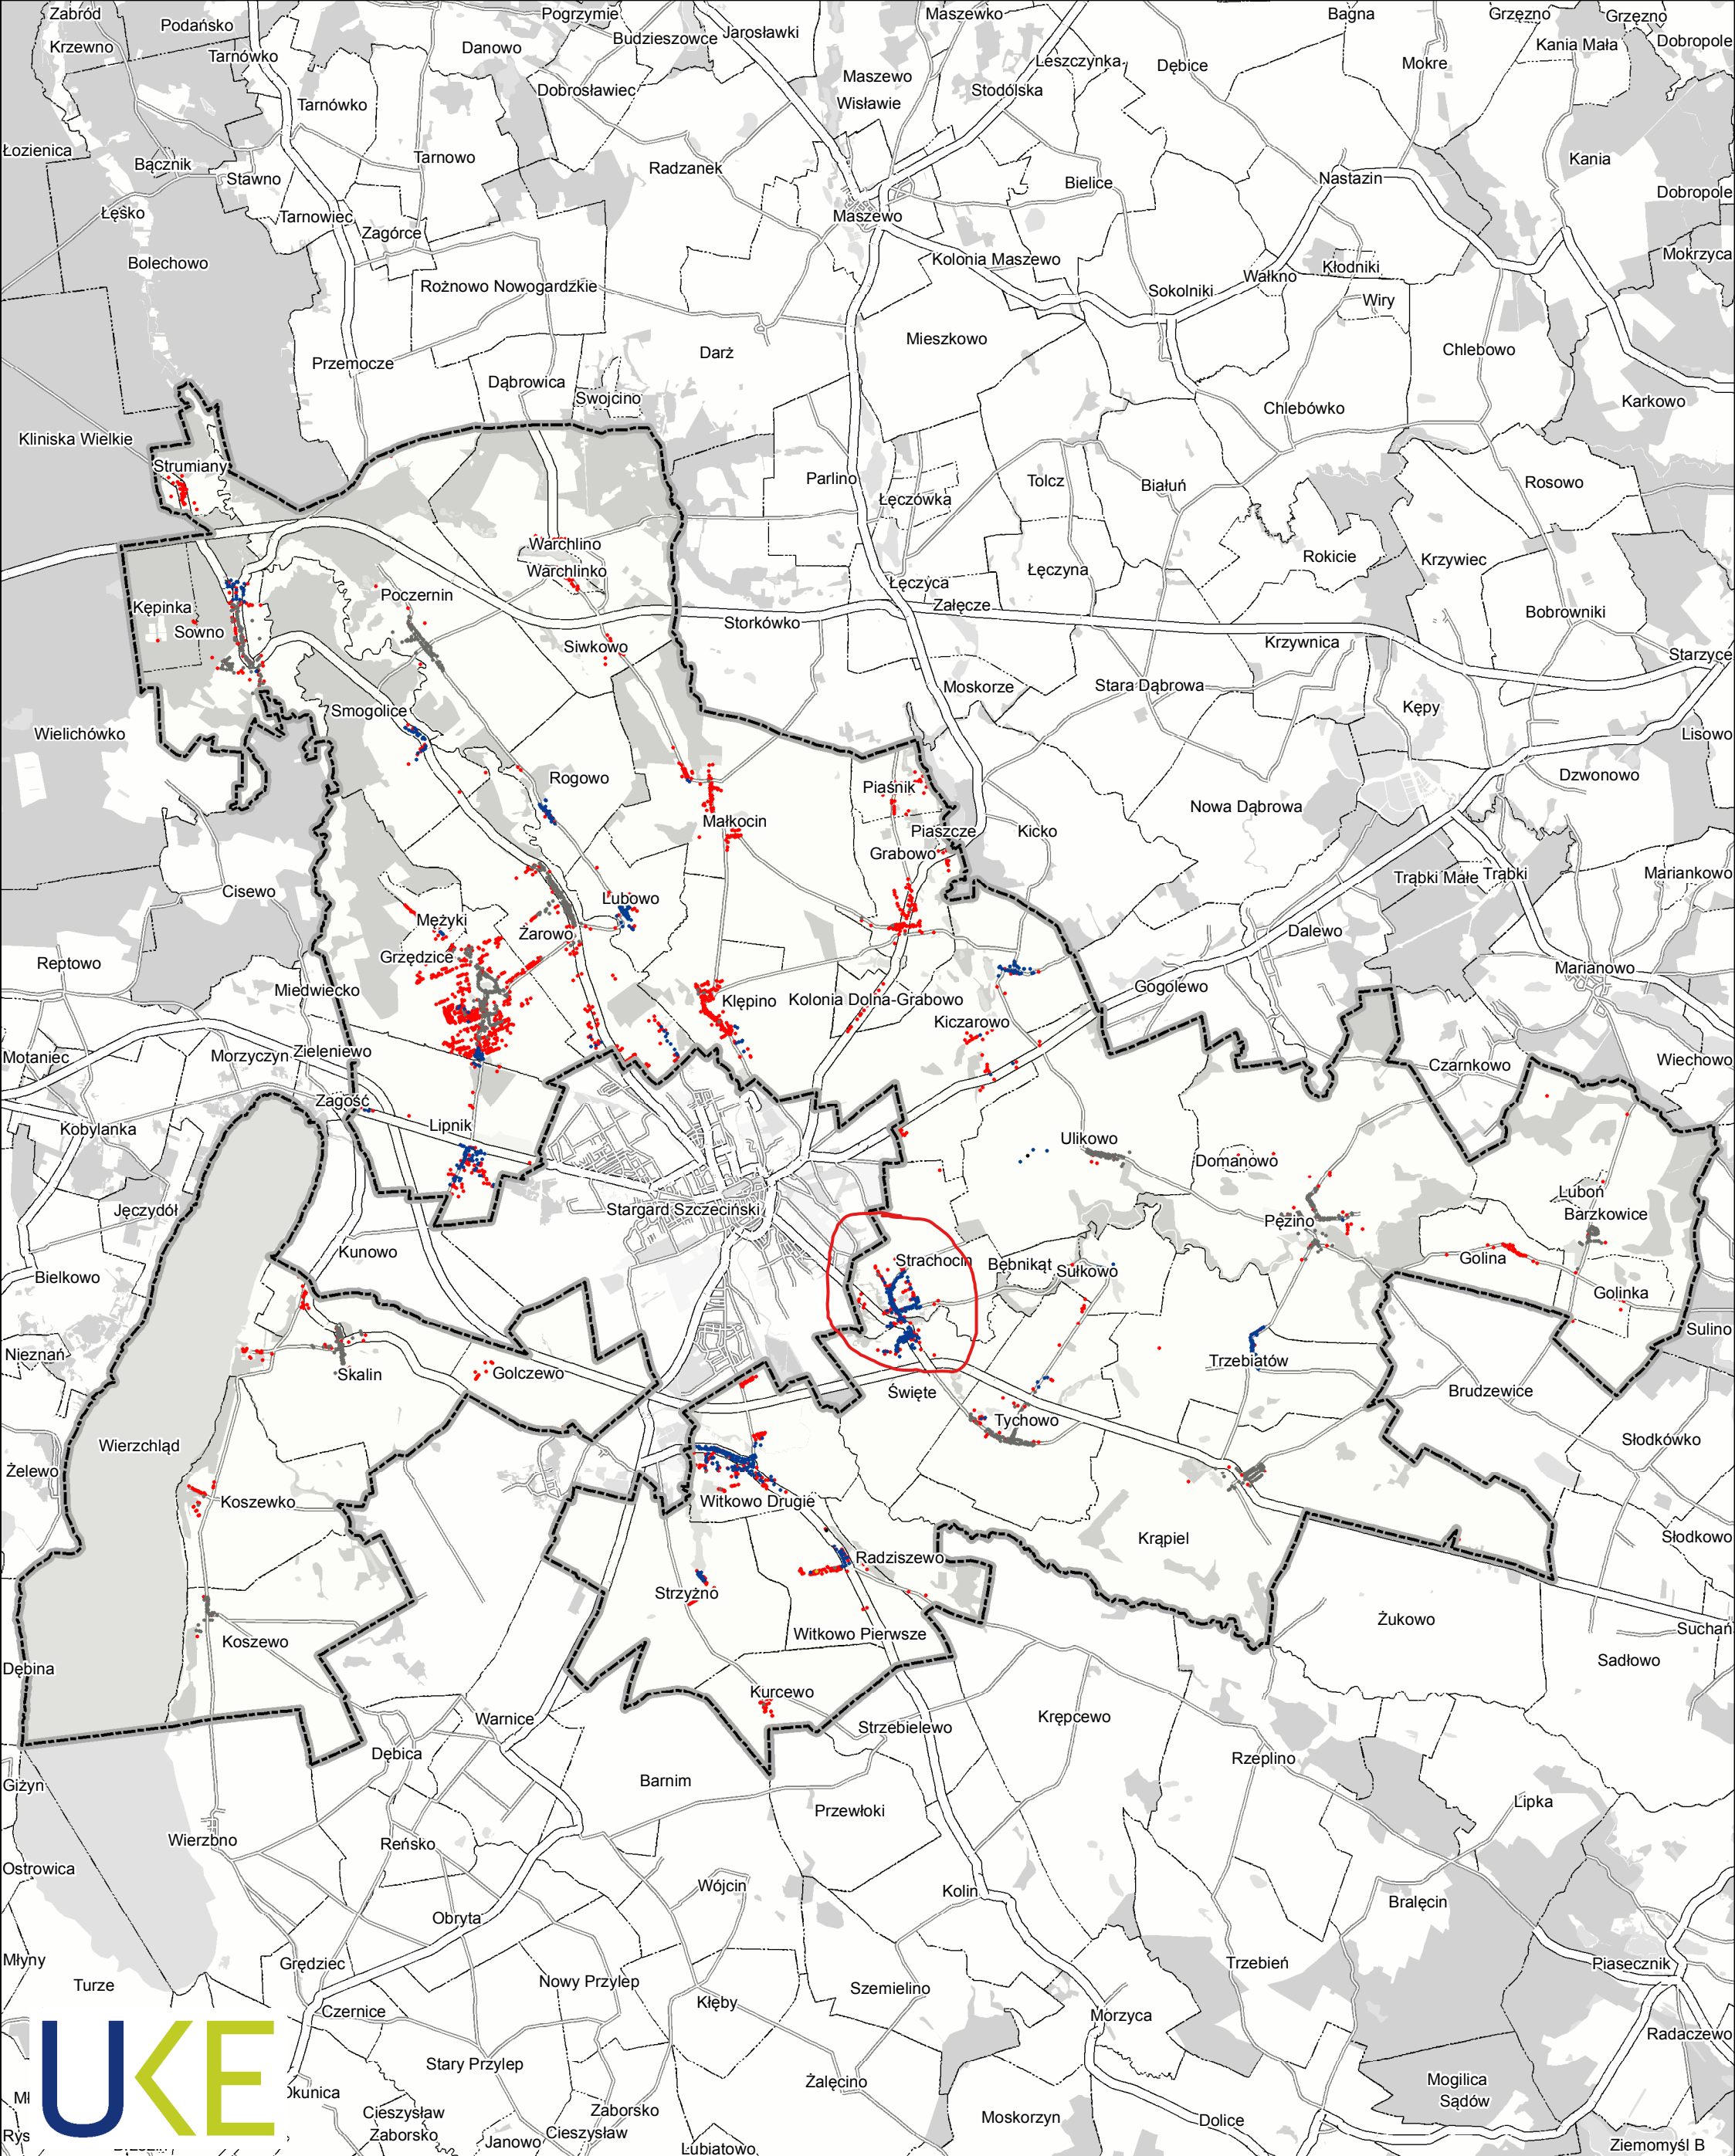 Zabród
Podańsko
Pogrzymie
Maszewko
Bagna
Grzęzno
Grzęzno
Krzewno
Tarnówko
Danowo
Budzieszowce
Jarosławki
Leszczynka
Dębice
Mokre
Kania Mała
Dobropole
Maszewo
Wisławie
Stodólska
Dobrosławiec
Tarnówko
Łozienica
Bącznik
Stawno
Tarnowo
Radzanek
Bielice
Nastazin
Kania
Dobropole
Łęsko
Tarnowiec
Zagórce
Maszewo
Bolechowo
Kolonia Maszewo
Wałkno
Kłodniki
Mokrzyca
Rożnowo Nowogardzkie
Sokolniki
Wiry
Przemocze
Darż
Mieszkowo
Chlebowo
Dąbrowica
Swojcino
Chlebówko
Karkowo
Kliniska Wielkie
Strumiany
Parlino
Łęczówka
Tolcz
Białuń
Rosowo
Warchlino
Warchlinko
Rokicie
Krzywiec
Kępinka
Poczernin
Łęczyca
Łęczyna
Załęcze
Bobrowniki
Sowno
Storkówko
Siwkowo
Krzywnica
Starzyce
Moskorze
Stara Dąbrowa
Smogolice
Kępy
Wielichówko
Lisowo
Rogowo
Piaśnik
Dzwonowo
Nowa Dąbrowa
Małkocin
Piaszcze
Kicko
Grabowo
Cisewo
Lubowo
Trąbki Małe
Trąbki
Mariankowo
Mężyki
Żarowo
Dalewo
Grzędzice
Reptowo
Marianowo
Miedwiecko
Klępino
Kolonia Dolna-Grabowo
Gogolewo
Kiczarowo
Motaniec
Morzyczyn
Zieleniewo
Czarnkowo
Wiechowo
Zagość
Kobylanka
Lipnik
Ulikowo
Domanowo
Jęczydół
Stargard Szczeciński
Pęzino
Luboń
Barzkowice
Kunowo
Strachocin
Bębnikąt
Sułkowo
Golina
Bielkowo
Golinka
Nieznań
Sulino
Skalin
Golczewo
Święte
Trzebiatów
Brudzewice
Tychowo
Wierzchląd
Słodkówko
Żelewo
Koszewko
Witkowo Drugie
Krąpiel
Słodkowo
Radziszewo
Strzyżno
Żukowo
Suchań
Koszewo
Witkowo Pierwsze
Sadłowo
Dębina
Kurcewo
Warnice
Strzebielewo
Krępcewo
Dębica
Rzeplino
Giżyn
Barnim
Przewłoki
Lipka
Wierzbno
Reńsko
Ostrowica
Wójcin
Kolin
Bralęcin
Obryta
Młyny
Grędziec
Trzebień
Piasecznik
Turze
Nowy Przylep
Szemielino
Czernice
Kłęby
Morzyca
Radaczewo
UKE
Stary Przylep
Żalęcino
Mogilica
Sądów
Okunica
Cieszysław
Zaborsko
Zaborsko
Cieszysław
Moskorzyn
Dolice
Janowo
Lubiatowo
Ziemomyśl B